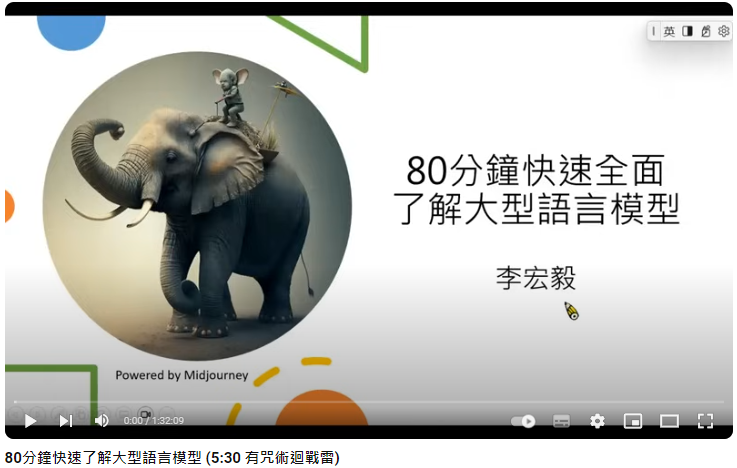 英
80分鐘快速全面
了解大型語言模型
李宏毅
Powered by Midjourney
0:00 / 1:32:09
80分鐘快速了解大型語言模型 (5:30 有咒術迴戰雷)